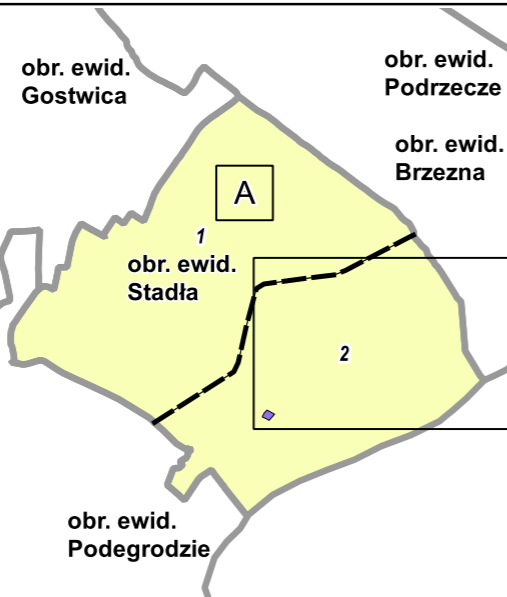 obr. ewid.
Gostwica
obr. ewid.
Podrzecze
obr. ewid.
Brzezna
A
1
obr. ewid.
Stadła
2
obr. ewid.
Podegrodzie